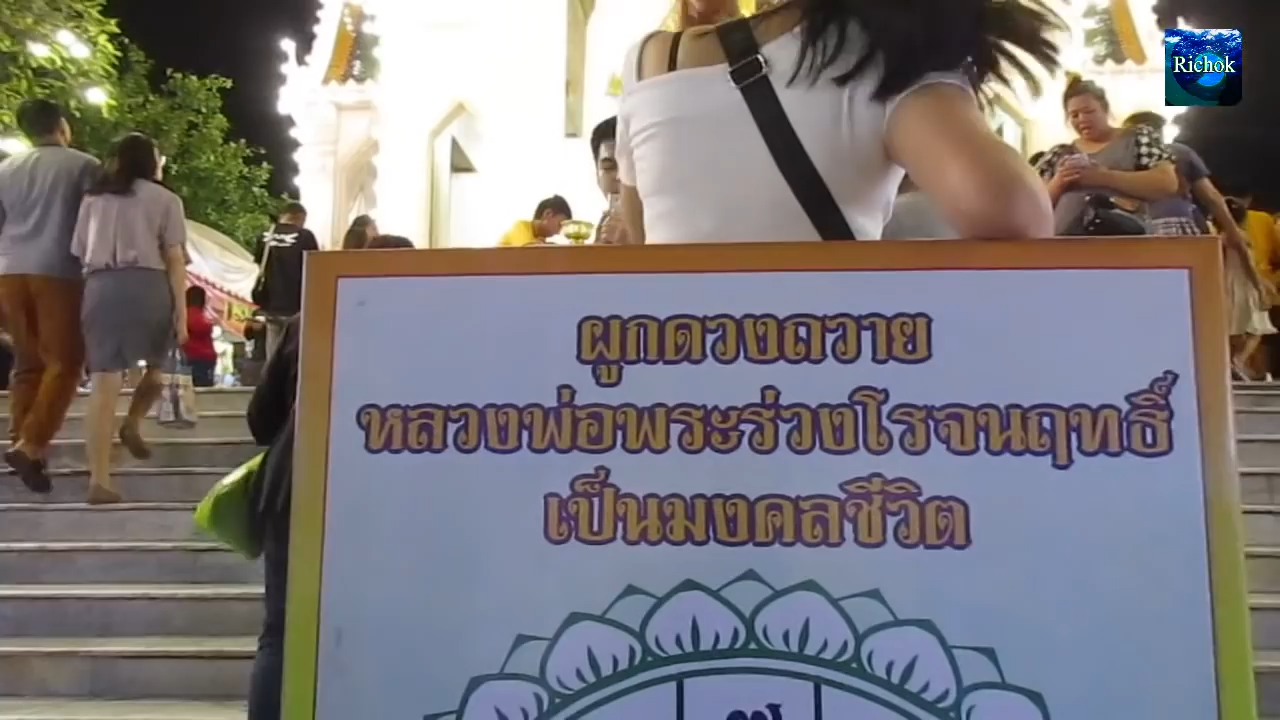 Richok
ผูกดวงถวาย
หลวงพ่อพระร่วงโรจนฤทธิ์
เป็นมงคลชีวิต